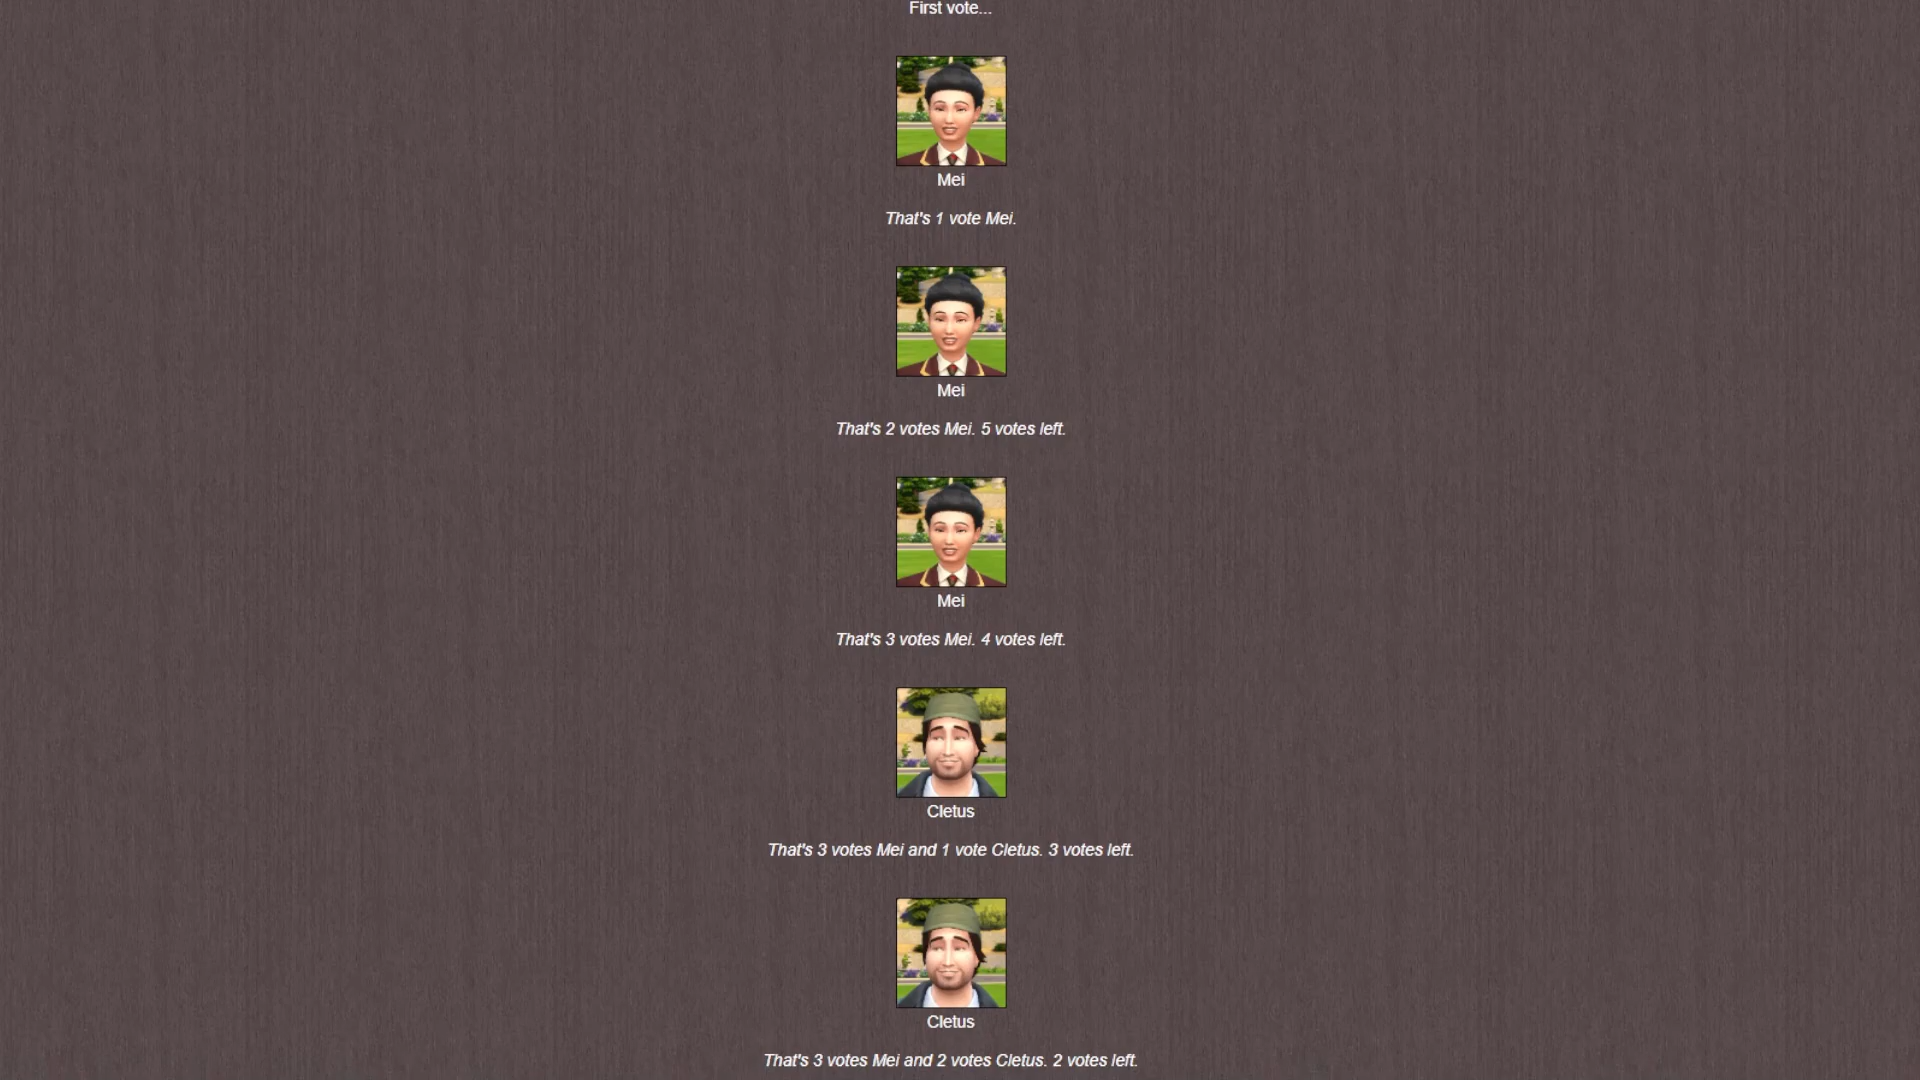 First vote...
Mei
That's 1 vote Mei.
Mei
That's 2 votes Mei. 5 votes left.
Mei
That's 3 votes Mei. 4 votes left.
Cletus
That's 3 votes Mei and 1 vote Cletus. 3 votes left.
Cletus
That's 3 votes Mei and 2 votes Cletus. 2 votes left.